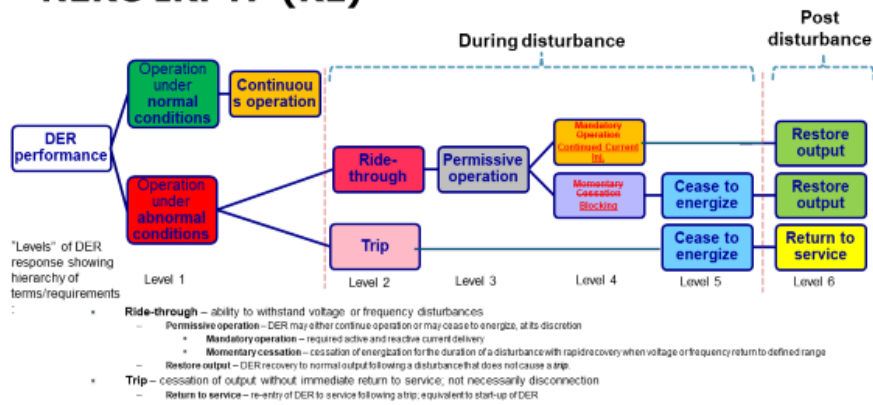 During disturbance
Post
disturbance
Operation
under
normal
conditions
Continuou
s operation
DER
performance
Operation
under
abnormal
conditions
Ride-
through
Permissive
operation
Mandatory
Operation
Continued Current
Inj.
Momentary
Cessation
Blocking
Cease to
energize
Restore
output
Restore
output
Trip
Cease to
energize
Return to
service
"Levels" of DER
response showing
hierarchy of
terms/requirements
:
Level 1
Level 2
Level 3
Level 4
Level 5
Level 6
• Ride-through – ability to withstand voltage or frequency disturbances
– Permissive operation – DER may either continue operation or may cease to energize, at its discretion
• Mandatory operation – required active and reactive current delivery
• Momentary cessation – cessation of energization for the duration of a disturbance with rapid recovery when voltage or frequency return to defined range
– Restore output – DER recovery to normal output following a disturbance that does not cause a trip.
• Trip – cessation of output without immediate return to service; not necessarily disconnection
– Return to service – re-entry of DER to service following a trip; equivalent to start-up of DER